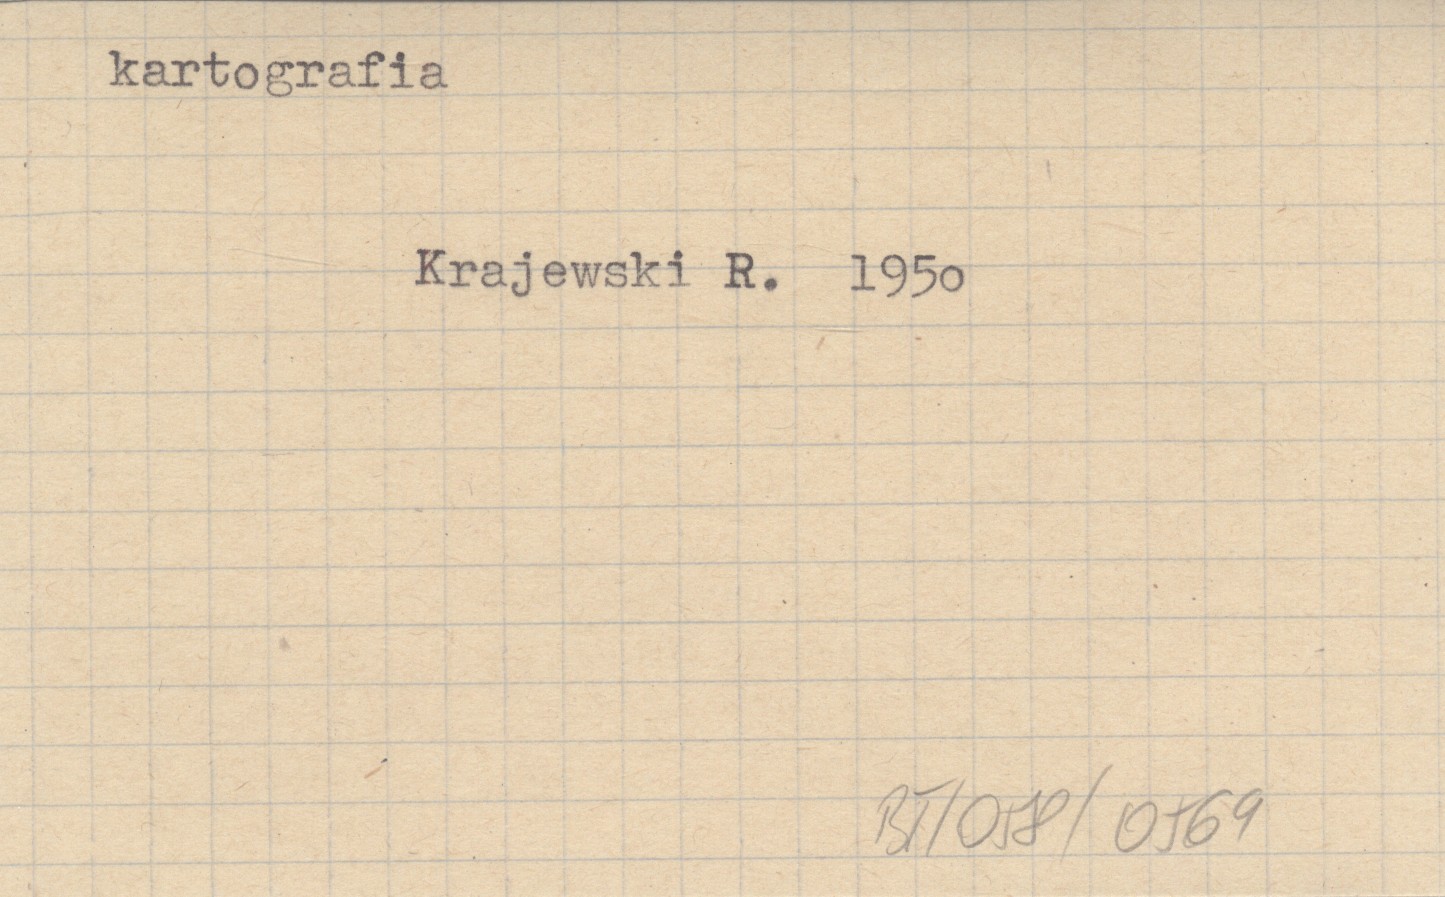 kartografia
Krajewski R. 195o
BT/058/0569